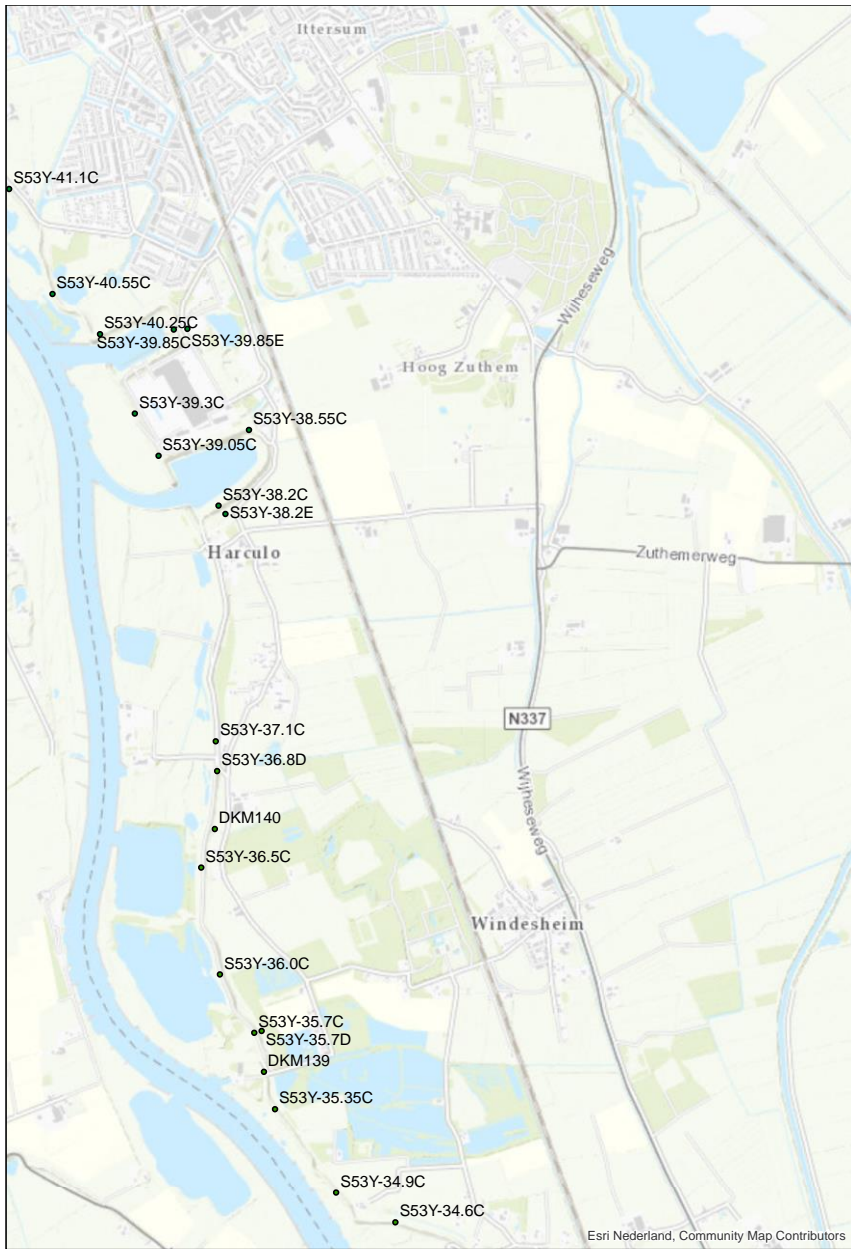 Ittersum
S53Y-41.1C
Wijheseweg
S53Y-40.55C
S53Y-40.25C
S53Y-39.85C
S53Y-39.85E
Hoog Zuthem
S53Y-39.3C
S53Y-38.55C
S53Y-39.05C
S53Y-38.2C
S53Y-38.2E
Harculo
Zuthemerweg
N337
S53Y-37.1C
S53Y-36.8D
Wijheseweg
DKM140
S53Y-36.5C
Windesheim
S53Y-36.0C
S53Y-35.7C
S53Y-35.7D
DKM139
S53Y-35.35C
S53Y-34.9C
S53Y-34.6C
Esri Nederland, Community Map Contributors